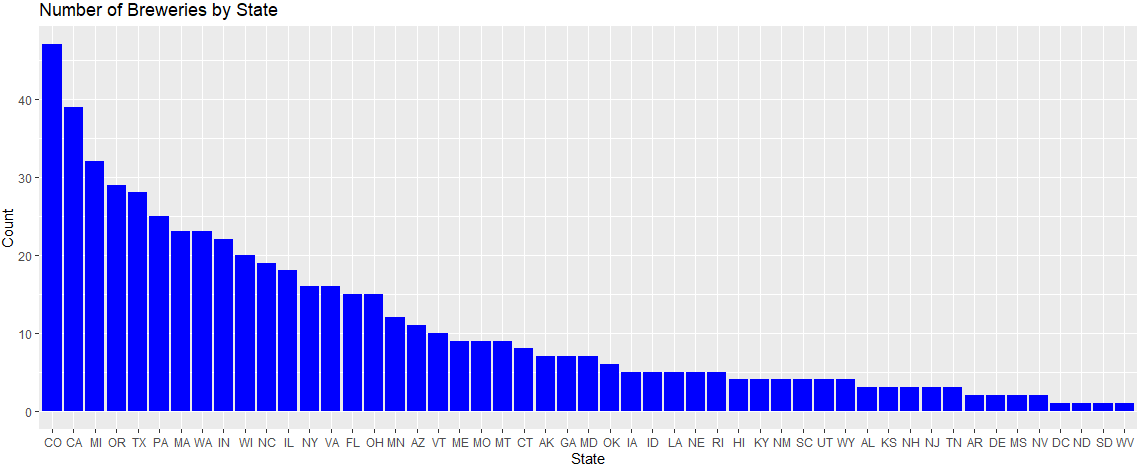 Number of Breweries by State
Count
40
30
20
10
0
CO CA MI OR TX PA MA WA IN WI NC IL NY VA FL OH MN AZ VT ME MO MT CT AK GA MD OK IA ID LA NE RI HI KY NM SC UT WY AL KS NH NJ TN AR DE MS NV DC ND SD WV
State